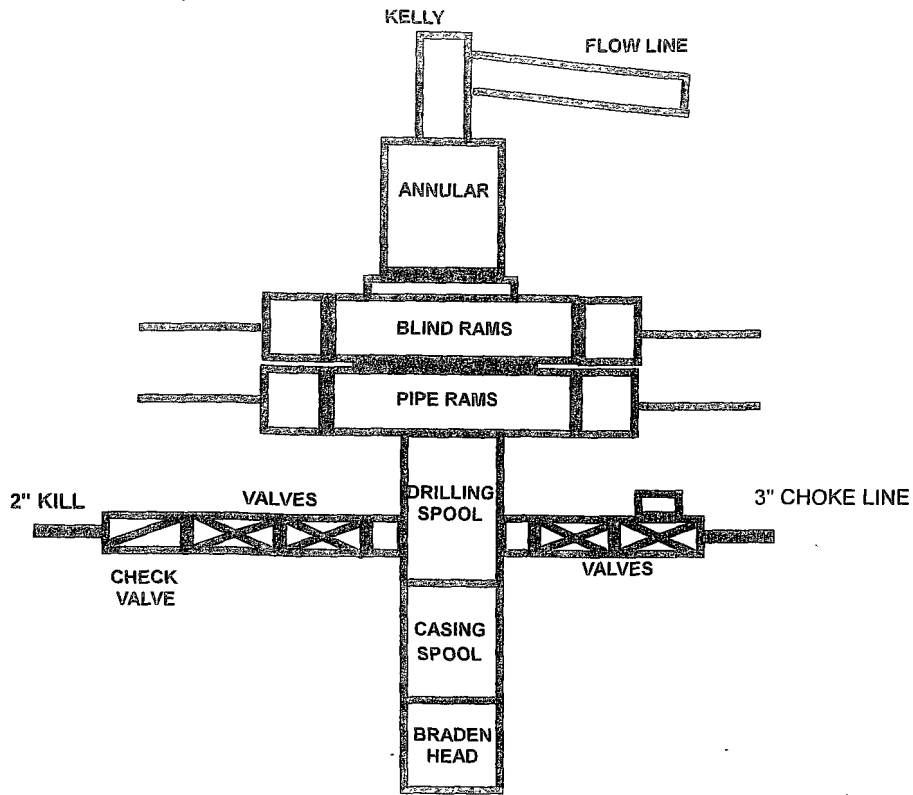 KELLY
FLOW LINE
ANNULAR
BLIND RAMS
PIPE RAMS
2" KILL
VALVES
DRILLING
SPOOL
3" CHOKE LINE
CHECK
VALVE
VALVES
CASING
SPOOL
BRADEN
HEAD